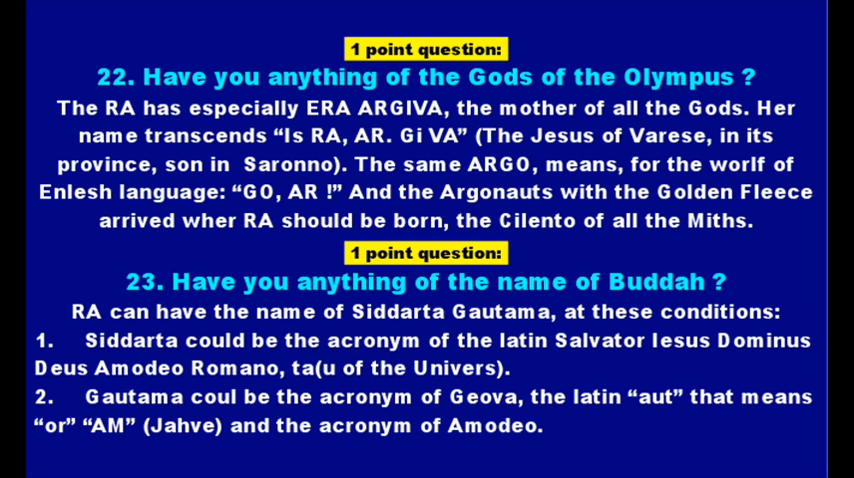 1 point question:
22. Have you anything of the Gods of the Olympus ?
The RA has especially ERA ARGIVA, the mother of all the Gods. Her
name transcends “Is RA, AR. Gi VA” (The Jesus of Varese, in its
province, son in Saronno). The same ARGO, means, for the worlf of
Enlesh language: “GO, AR !” And the Argonauts with the Golden Fleece
arrived wher RA should be born, the Cilento of all the Miths.
1 point question:
23. Have you anything of the name of Buddah ?
RA can have the name of Siddarta Gautama, at these conditions:
1. Siddarta could be the acronym of the latin Salvator Iesus Dominus
Deus Amodeo Romano, ta(u of the Univers).
2. Gautama coul be the acronym of Geova, the latin “aut” that means
“or” “AM” (Jahve) and the acronym of Amodeo.